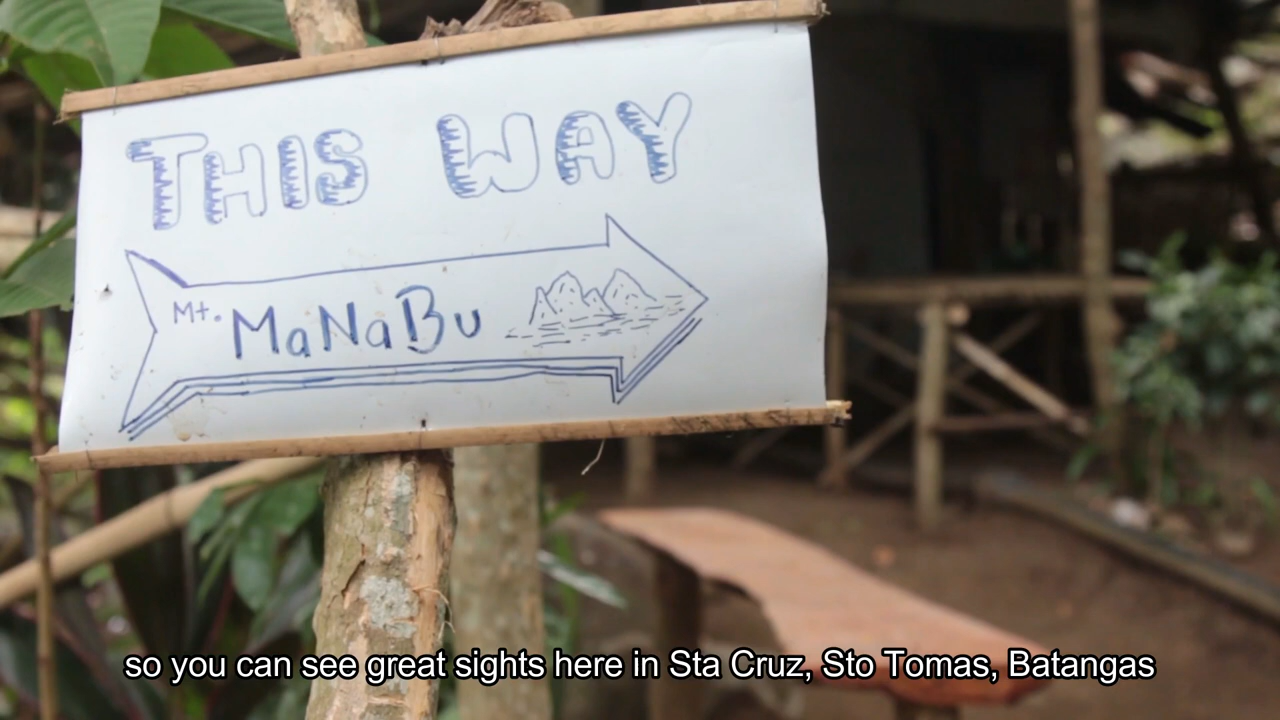 THIS WAY
Mt. MaNaBu
so you can see great sights here in Sta Cruz, Sto Tomas, Batangas